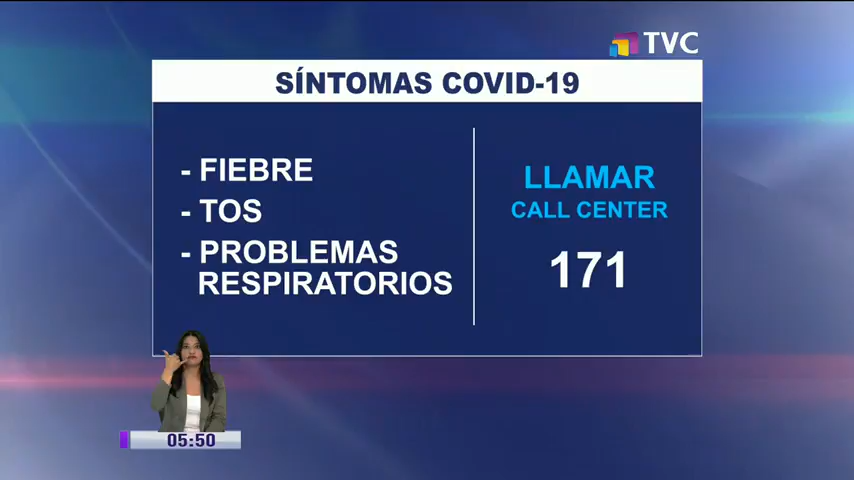 TVC
SÍNTOMAS COVID-19
- FIEBRE
- TOS
- PROBLEMAS
RESPIRATORIOS
LLAMAR
CALL CENTER
171
05:50